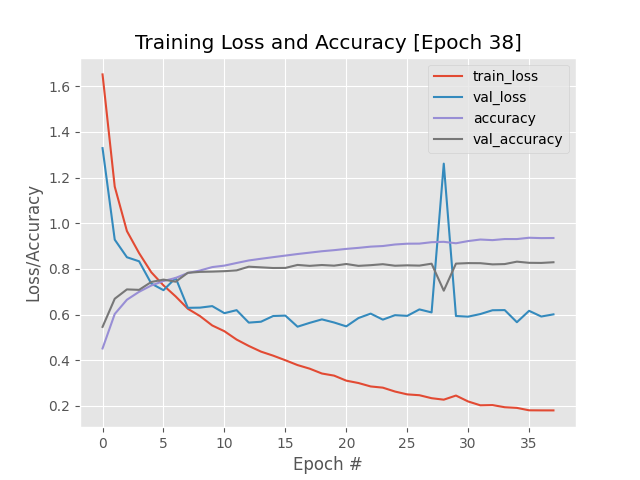 Training Loss and Accuracy [Epoch 38]
train_loss
val_loss
accuracy
val_accuracy
1.6
1.4
1.2
1.0
0.8
0.6
0.4
0.2
Loss/Accuracy
0 5 10 15 20 25 30 35
Epoch #